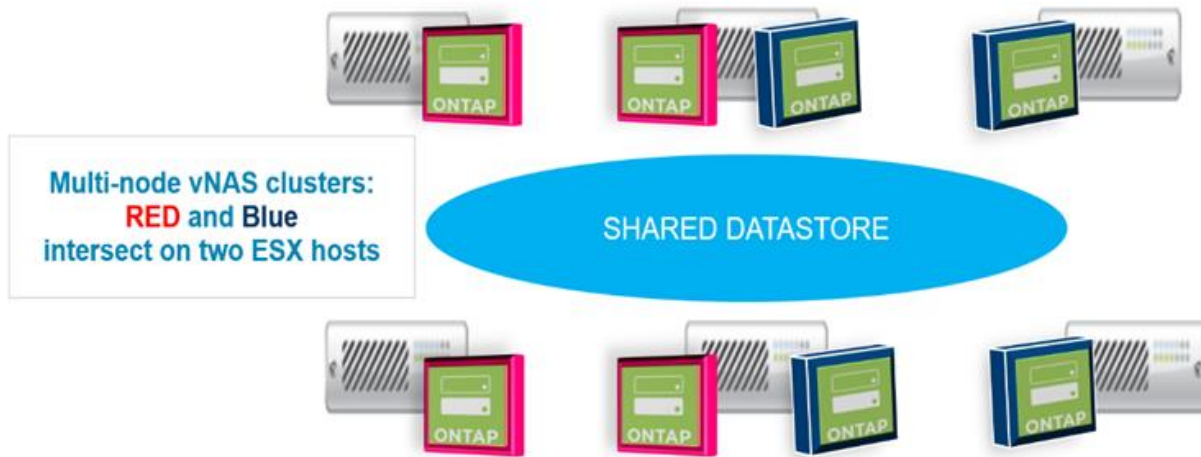 ONTAP
ONTAP
ONTAP
ONTAP
Multi-node vNAS clusters:
RED and Blue
intersect on two ESX hosts
SHARED DATASTORE
ONTAP
ONTAP
ONTAP
ONTAP